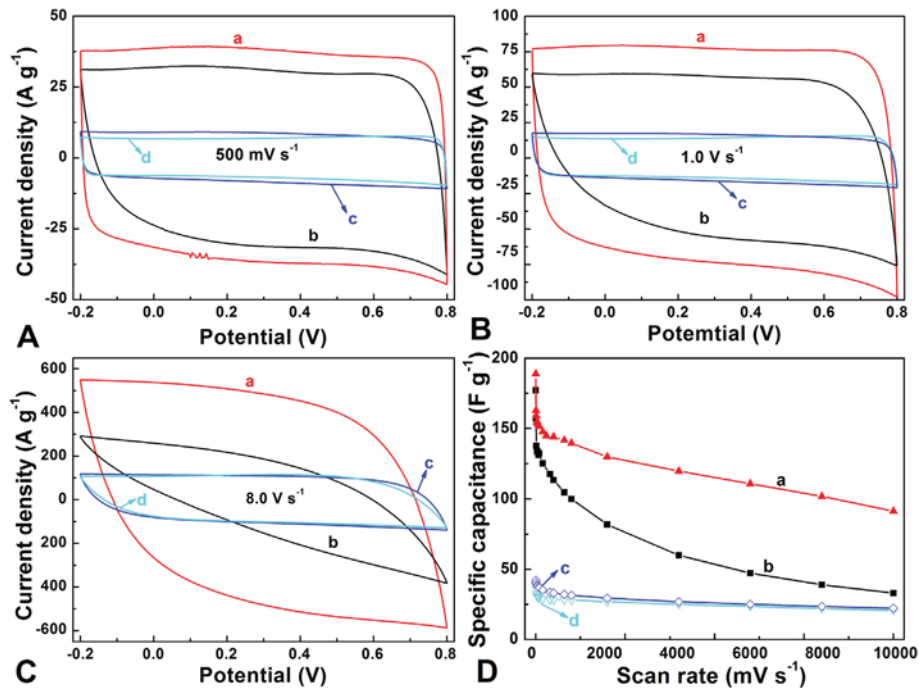 50
25
0
-25
-50
Current density (A g⁻¹)
a
d
500 mV s⁻¹
c
b
-0.2 0.0 0.2 0.4 0.6 0.8
Potential (V)
A
100
75
50
25
0
-25
-50
-75
-100
Current density (A g⁻¹)
a
d
1.0 V s⁻¹
c
b
-0.2 0.0 0.2 0.4 0.6 0.8
Potemtial (V)
B
600
400
200
0
200
400
-600
Current density (A g⁻¹)
a
c
d
8.0 V s⁻¹
b
-0.2 0.0 0.2 0.4 0.6 0.8
Potential (V)
C
200
150
100
50
0
Specific capacitance (F g⁻¹)
a
b
c
d
0 2000 4000 6000 8000 10000
Scan rate (mV s⁻¹)
D